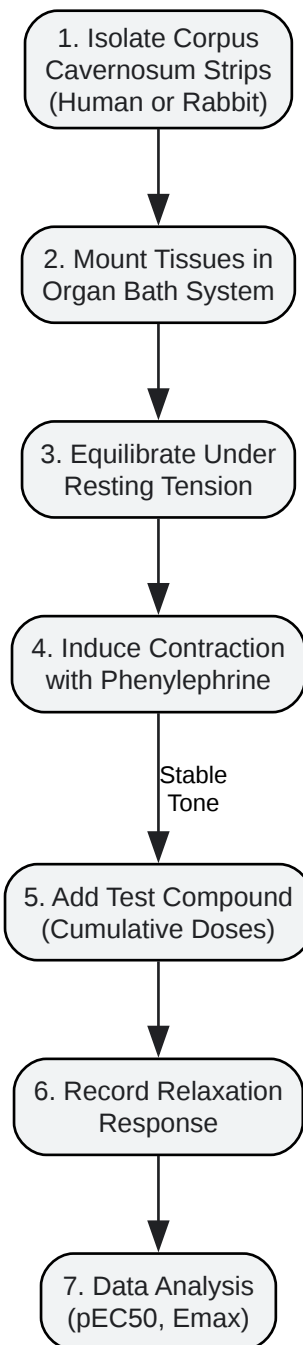 1. Isolate Corpus
Cavernosum Strips
(Human or Rabbit)
2. Mount Tissues in
Organ Bath System
3. Equilibrate Under
Resting Tension
4. Induce Contraction
with Phenylephrine
Stable
Tone
5. Add Test Compound
(Cumulative Doses)
6. Record Relaxation
Response
7. Data Analysis
(pEC50, Emax)